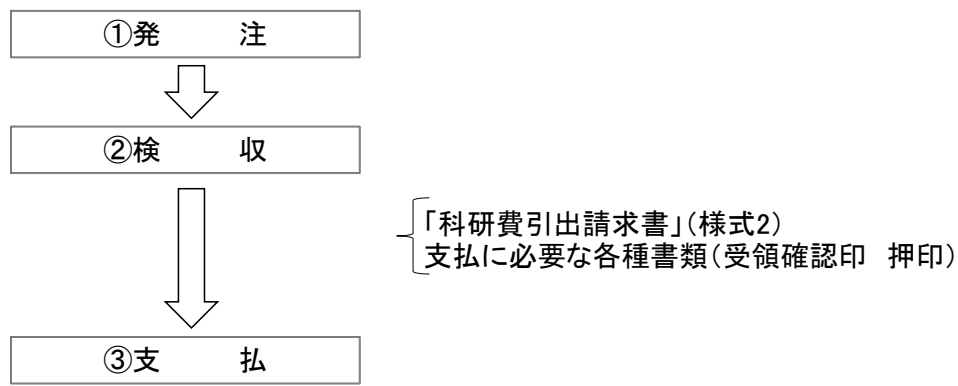 ①発　　　注
②検　　　収
「科研費引出請求書」(様式2)
支払に必要な各種書類(受領確認印　押印)
③支　　　払